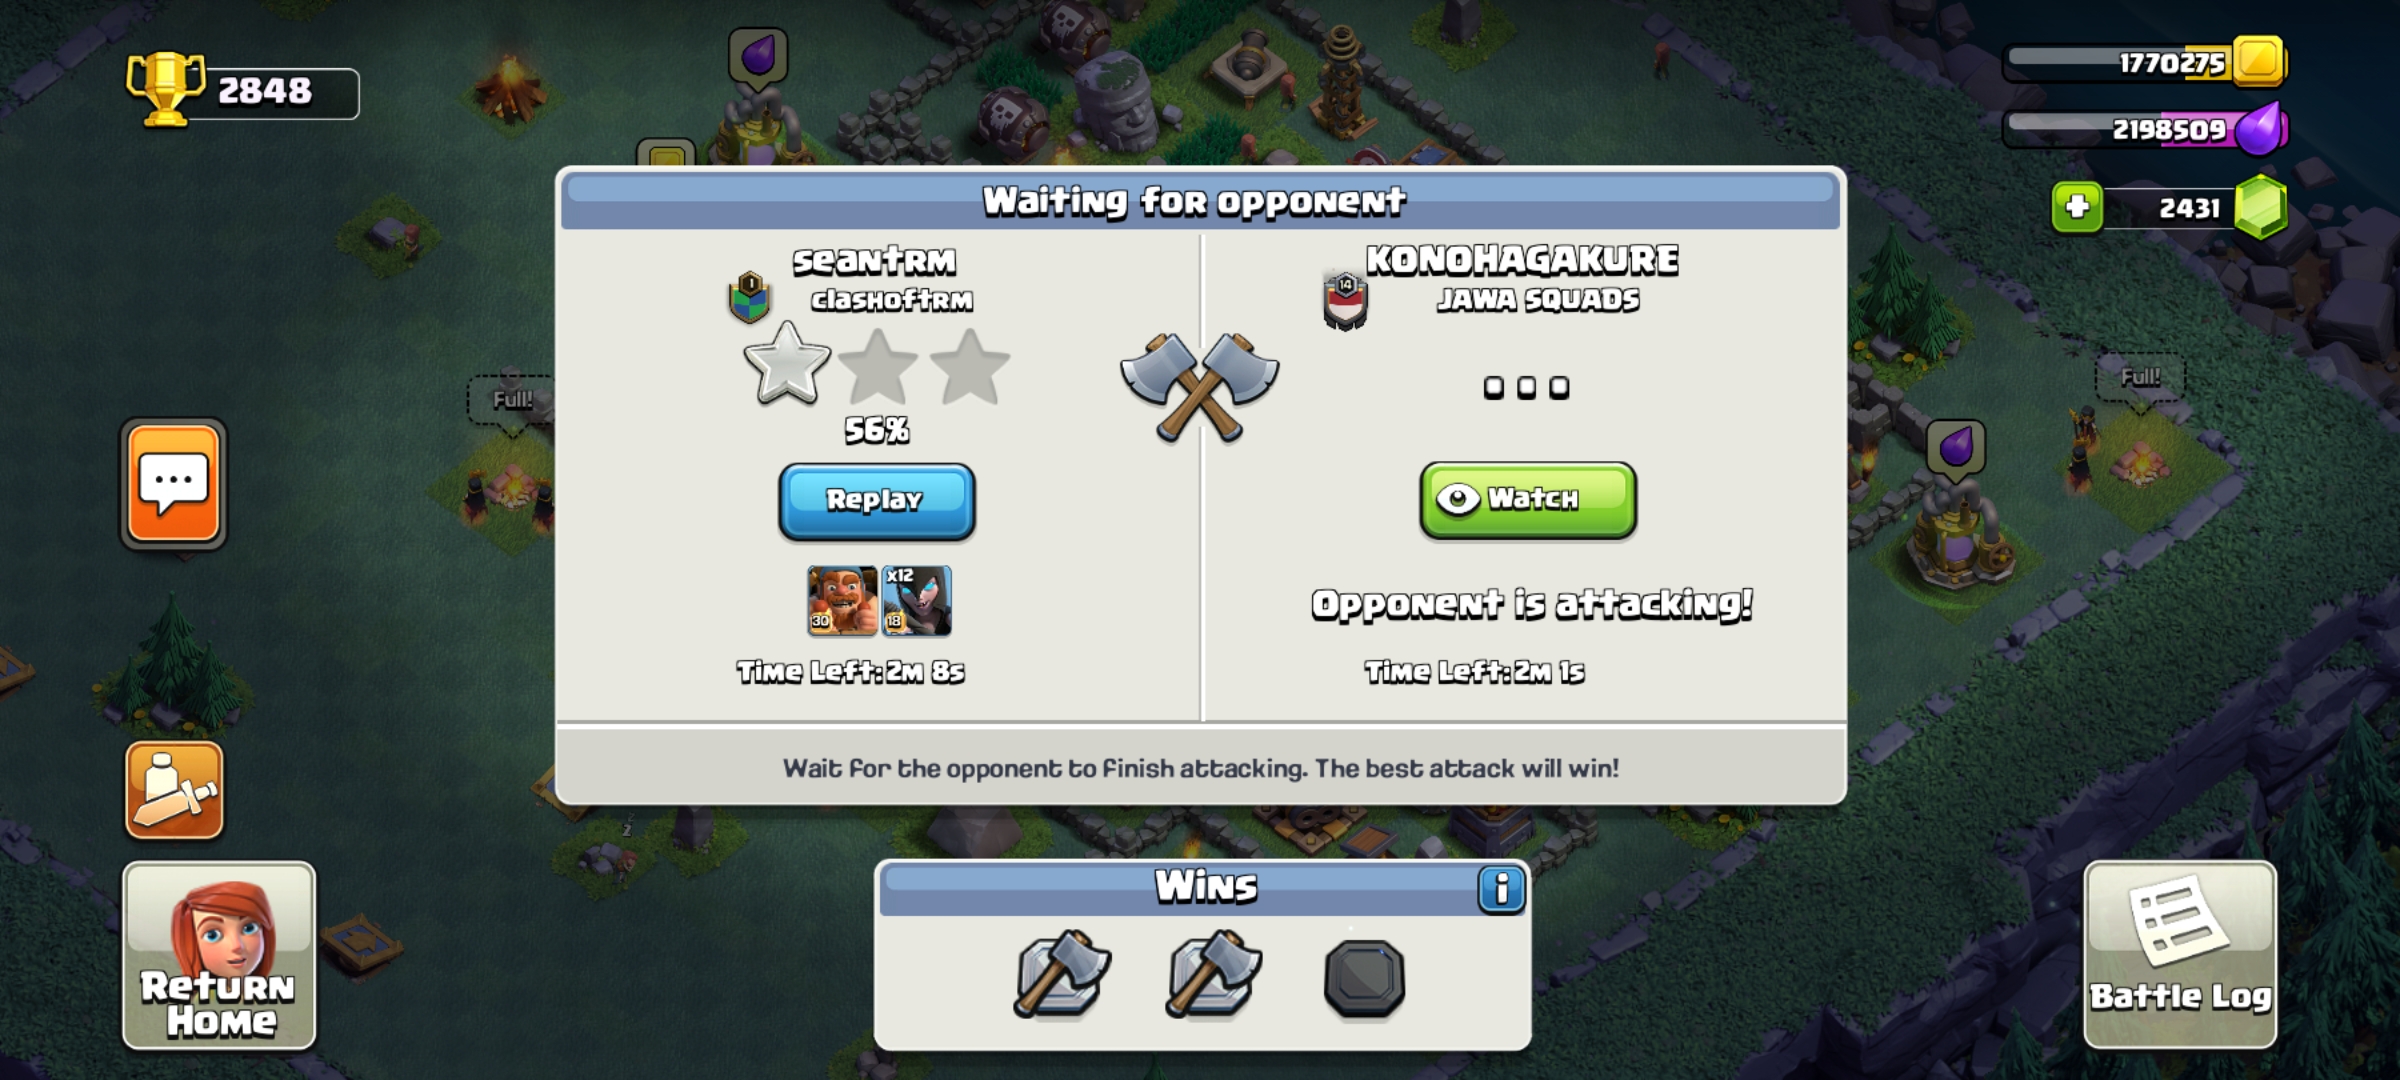 2848
1770275
2198509
2431
Waiting for opponent
seantrm
1
clashoftrm
56%
Replay
30
x12
18
Time Left:2m 8s
KONOHAGAKURE
14
JAWA SQUADS
Watch
Opponent is attacking!
Time Left:2m 1s
Wait for the opponent to finish attacking. The best attack will win!
Full!
Full!
z
Wins
i
Return
Home
Battle Log